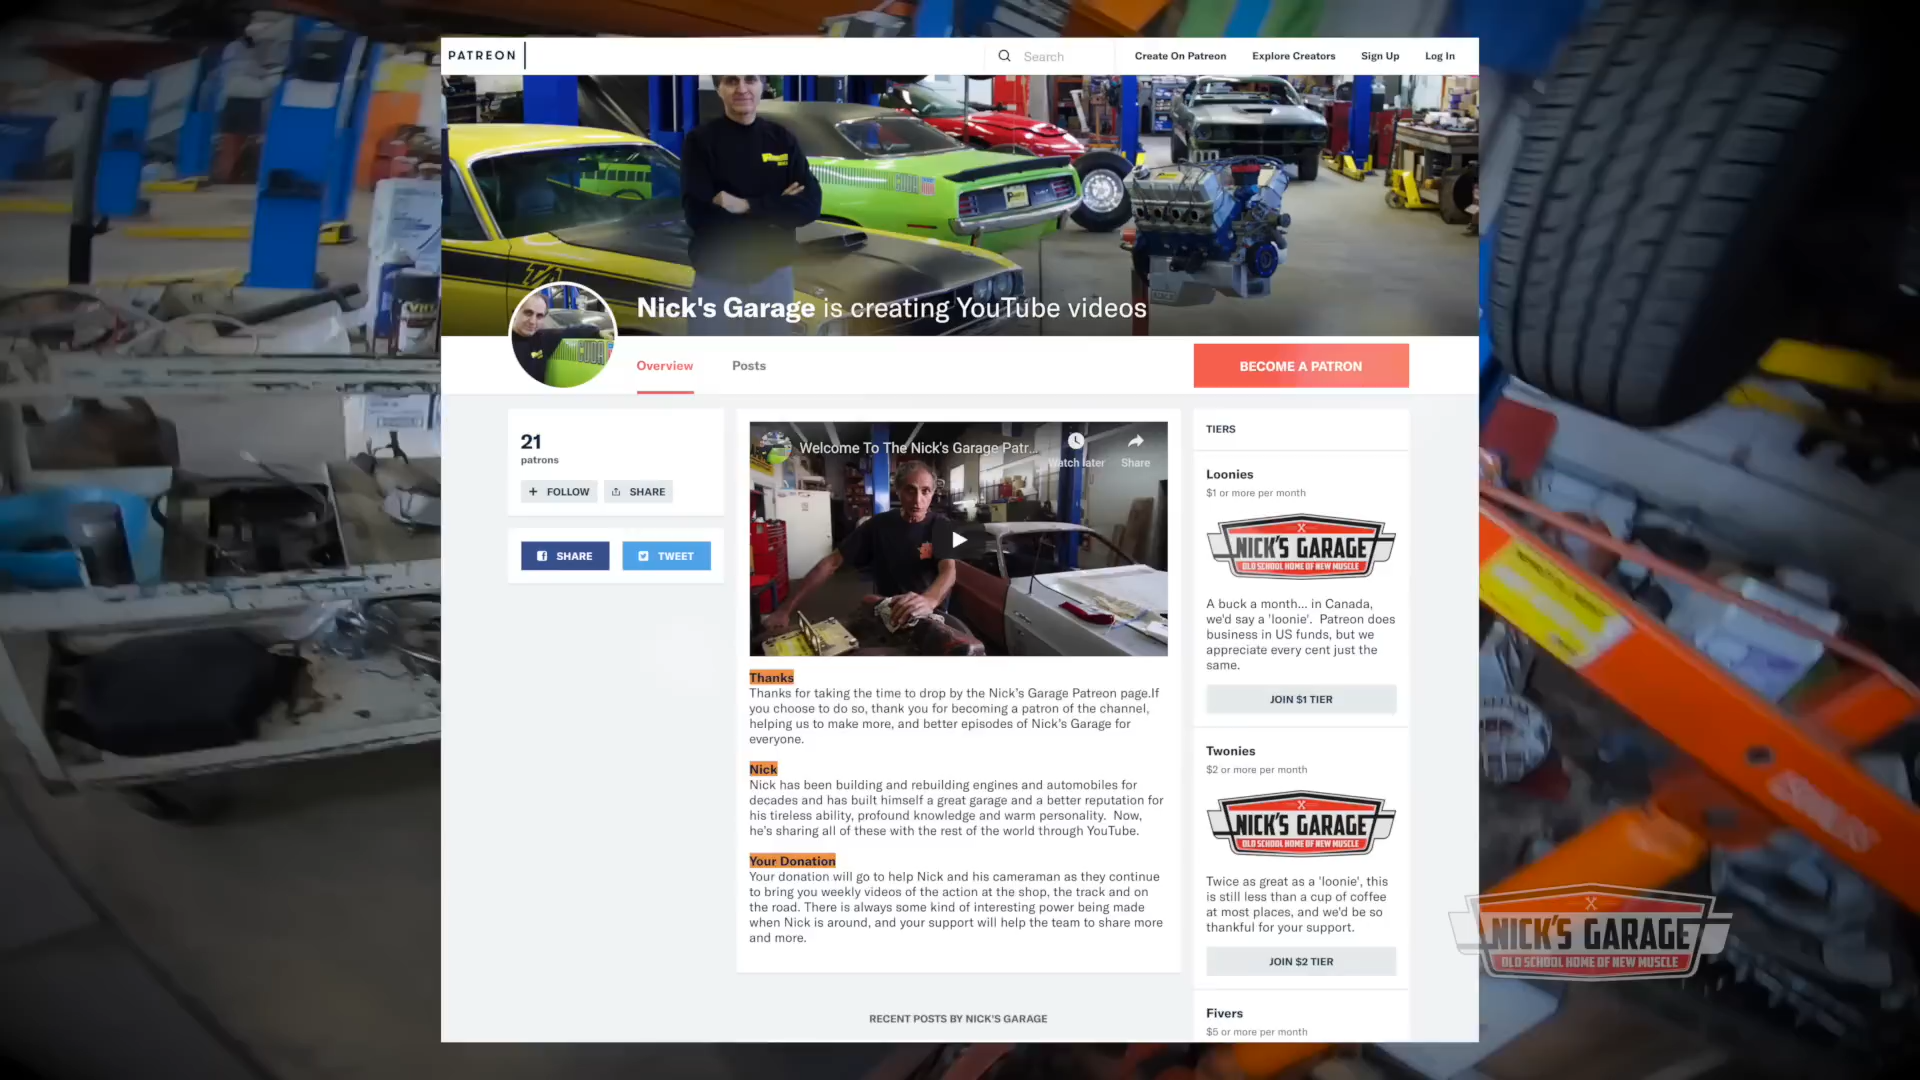 PATREON
Search
Create On Patreon
Explore Creators
Sign Up
Log In
CUDA
T/A
Nick's Garage is creating YouTube videos
CUDA
Overview
Posts
BECOME A PATRON
21
patrons
FOLLOW
SHARE
SHARE
TWEET
Welcome To The Nick's Garage Patr...
Watch later
Share
Thanks
Thanks for taking the time to drop by the Nick's Garage Patreon page.If
you choose to do so, thank you for becoming a patron of the channel,
helping us to make more, and better episodes of Nick's Garage for
everyone.
Nick
Nick has been building and rebuilding engines and automobiles for
decades and has built himself a great garage and a better reputation for
his tireless ability, profound knowledge and warm personality. Now,
he's sharing all of these with the rest of the world through YouTube.
Your Donation
Your donation will go to help Nick and his cameraman as they continue
to bring you weekly videos of the action at the shop, the track and on
the road. There is always some kind of interesting power being made
when Nick is around, and your support will help the team to share more
and more.
RECENT POSTS BY NICK'S GARAGE
TIERS
Loonies
$1 or more per month
NICK'S GARAGE
OLD SCHOOL HOME OF NEW MUSCLE
A buck a month... in Canada,
we'd say a 'loonie'. Patreon does
business in US funds, but we
appreciate every cent just the
same.
JOIN $1 TIER
Twonies
$2 or more per month
NICK'S GARAGE
OLD SCHOOL HOME OF NEW MUSCLE
Twice as great as a 'loonie', this
is still less than a cup of coffee
at most places, and we'd be so
thankful for your support.
JOIN $2 TIER
Fivers
$5 or more per month
NICK'S GARAGE
OLD SCHOOL HOME OF NEW MUSCLE